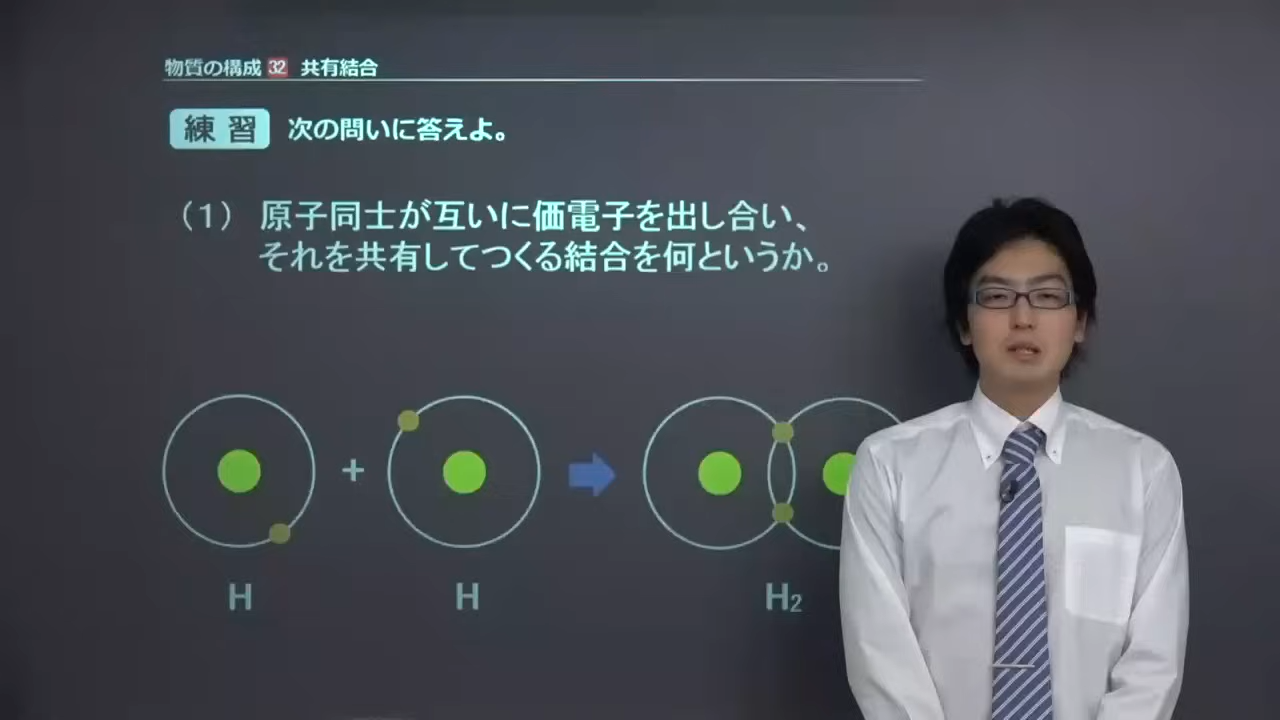 物質の構成 32 共有結合
練習 次の問いに答えよ。
（１） 原子同士が互いに価電子を出し合い、
それを共有してつくる結合を何というか。
+
H H H₂